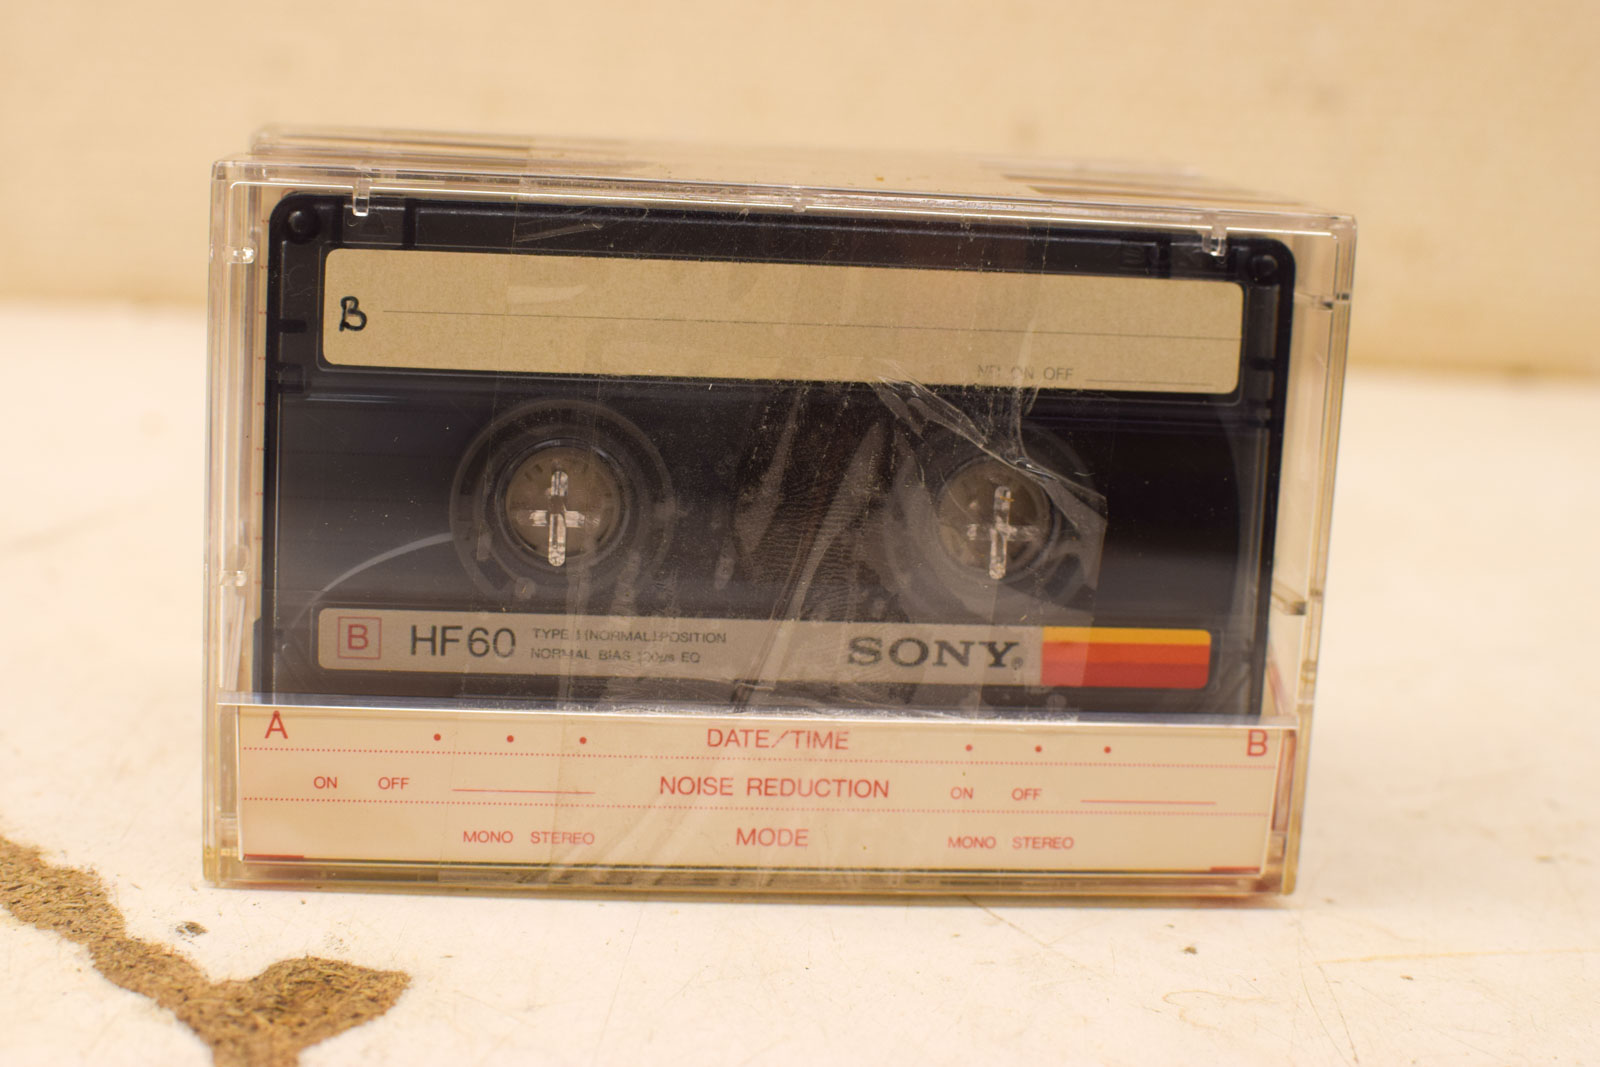 B
NR ON OFF
B HF60 TYPE I (NORMAL) POSITION
NORMAL BIAS 120μs EQ
SONY®
A . . . DATE/TIME . . . B
ON OFF NOISE REDUCTION ON OFF
MONO STEREO MODE MONO STEREO